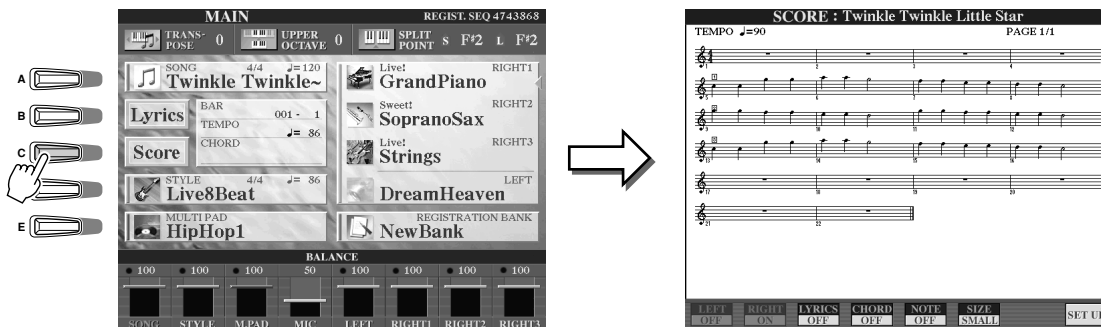 MAIN
REGIST. SEQ 4743868
TRANS-
POSE 0
UPPER
OCTAVE 0
SPLIT
POINT S F#2 L F#2
A
B
C
E
SONG 4/4 ♩=120
Twinkle Twinkle~
Lyrics
BAR 001 - 1
TEMPO ♩= 86
CHORD
Score
STYLE 4/4 ♩= 86
Live8Beat
MULTI PAD
HipHop1
Live! RIGHT1
GrandPiano
Sweet! RIGHT2
SopranoSax
Live! RIGHT3
Strings
LEFT
DreamHeaven
REGISTRATION BANK
NewBank
BALANCE
100 100 100 50 100 100 100 100
SONG STYLE M.PAD MIC LEFT RIGHT1 RIGHT2 RIGHT3
SCORE : Twinkle Twinkle Little Star
TEMPO ♩=90 PAGE 1/1
LEFT RIGHT LYRICS CHORD NOTE SIZE
OFF ON OFF OFF OFF SMALL
SET U